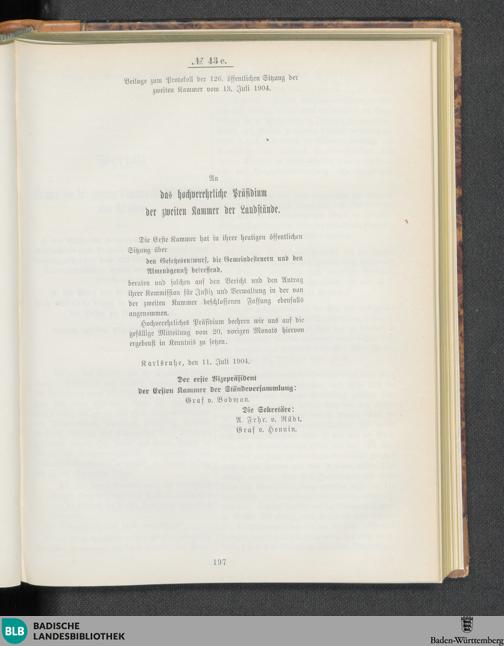 № 43 e.
Beilage zum Protokoll der 126. öffentlichen Sitzung der
zweiten Kammer vom 13. Juli 1904.
An
das hochverehrliche Präsidium
der zweiten Kammer der Landstände.
Die Erste Kammer hat in ihrer heutigen öffentlichen
Sitzung über
den Gesetzesentwurf, die Gemeindesteuern und den
Almendgenuß betreffend,
beraten und solchen auf den Bericht und den Antrag
ihrer Kommission für Justiz und Verwaltung in der von
der zweiten Kammer beschlossenen Fassung ebenfalls
angenommen.
Hochverehrliches Präsidium beehren wir uns auf die
gefällige Mitteilung vom 20. vorigen Monats hiervon
ergebenst in Kenntnis zu setzen.
Karlsruhe, den 11. Juli 1904.
Der erste Vizepräsident
der Ersten Kammer der Ständeversammlung:
Graf v. Bodman.
Die Sekretäre:
A. Frhr. v. Rüdt.
Graf v. Hennin.
197
BLB BADISCHE
LANDESBIBLIOTHEK
Baden-Württemberg